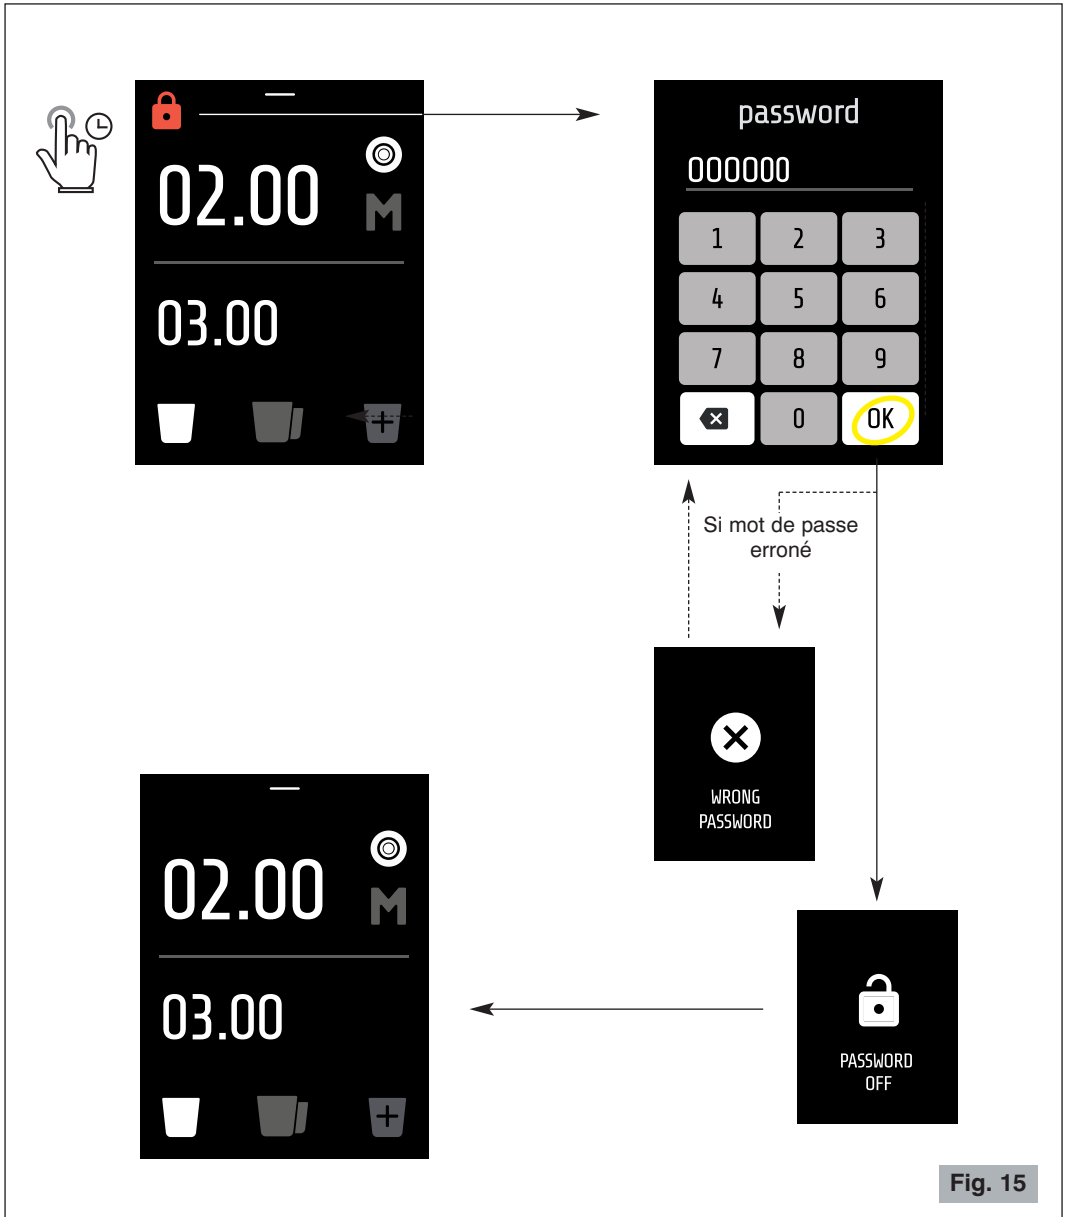 02.00
M
03.00
+
password
000000
1 2 3
4 5 6
7 8 9
0 OK
Si mot de passe
erroné
WRONG
PASSWORD
02.00
M
03.00
+
PASSWORD
OFF
Fig. 15